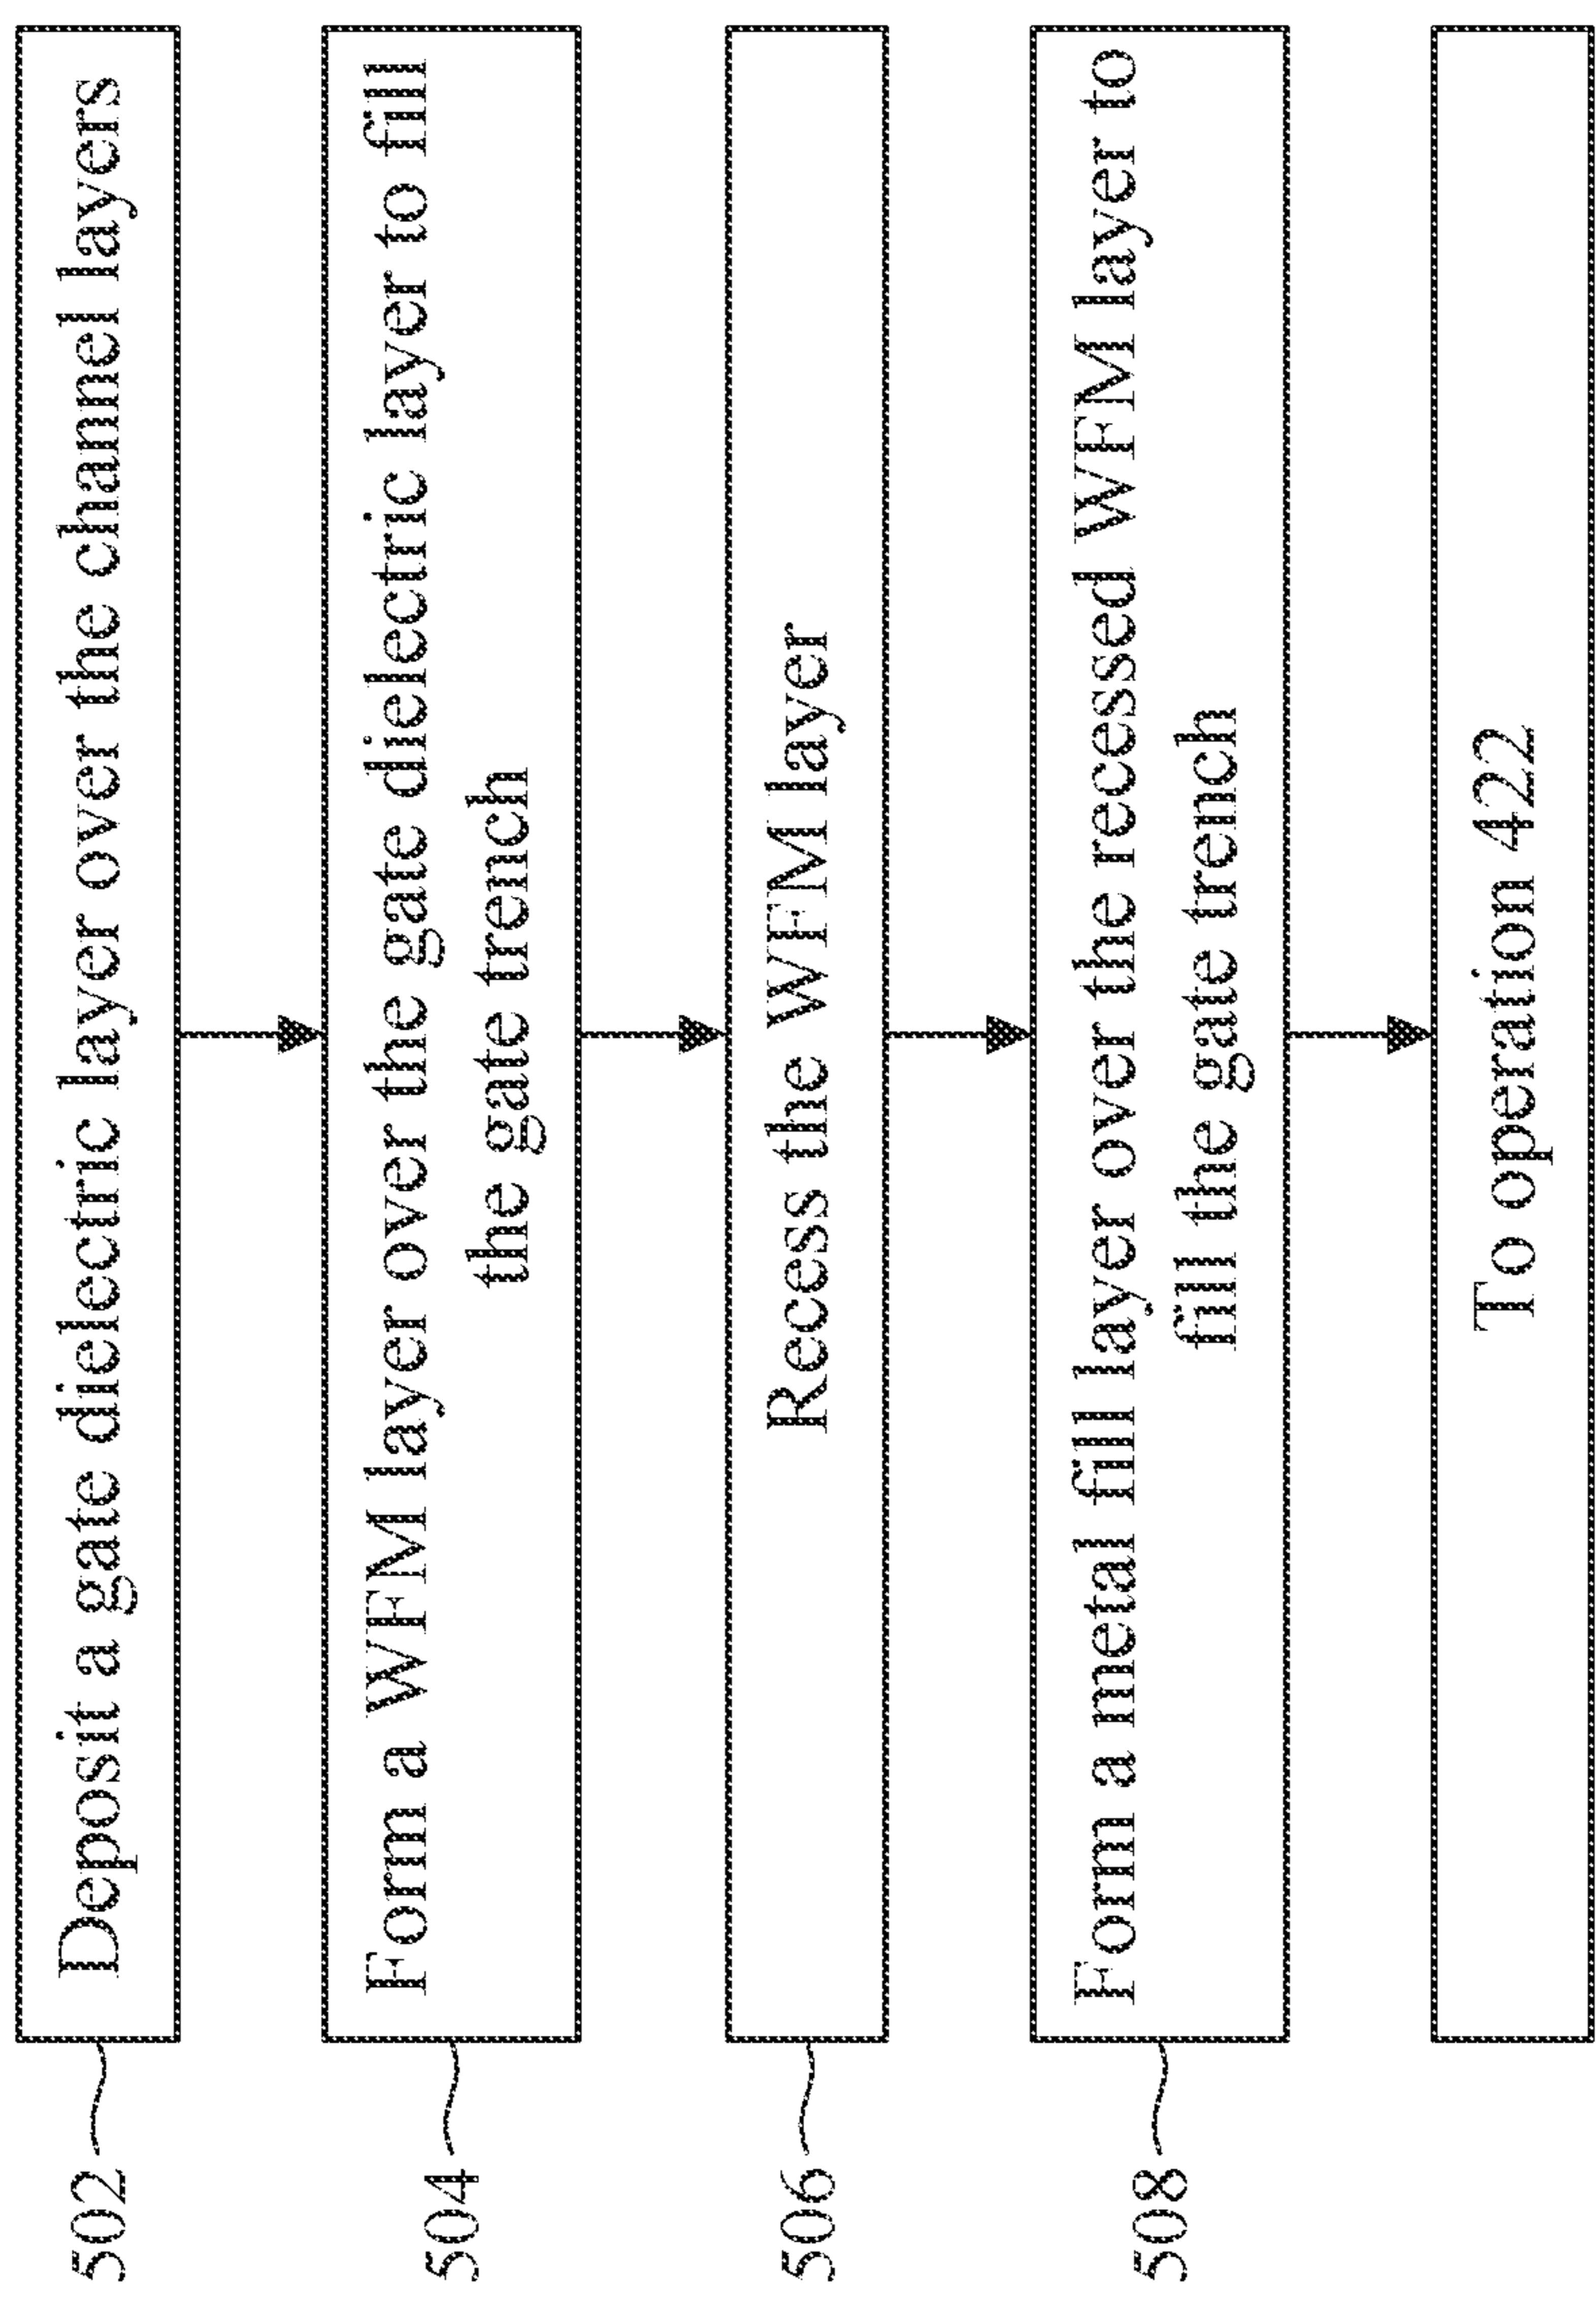 502
Deposit a gate dielectric layer over the channel layers
504
Form a WFM layer over the gate dielectric layer to fill
the gate trench
506
Recess the WFM layer
508
Form a metal fill layer over the recessed WFM layer to
fill the gate trench
To operation 422